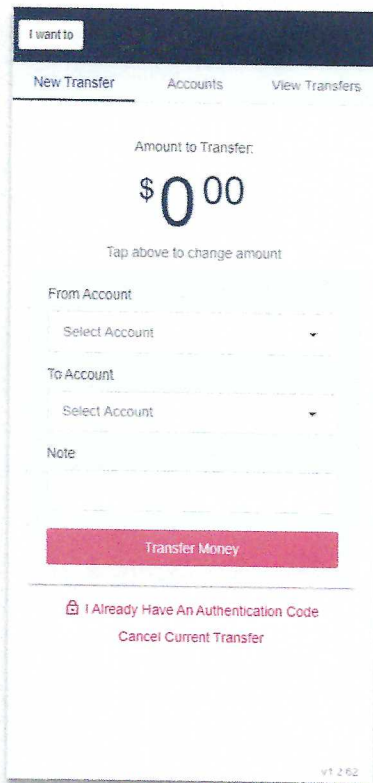 I want to
New Transfer Accounts View Transfers
Amount to Transfer:
$0 00
Tap above to change amount
From Account
Select Account
To Account
Select Account
Note
Transfer Money
I Already Have An Authentication Code
Cancel Current Transfer
v1.2.62